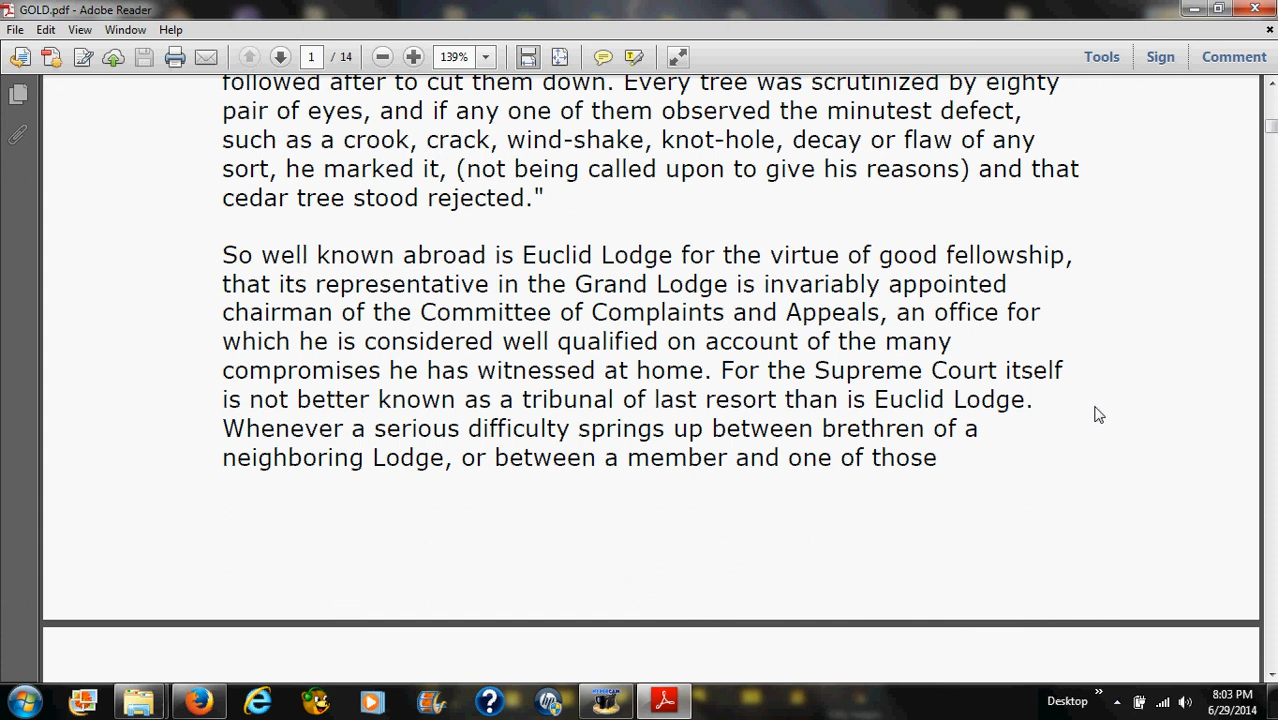 GOLD.pdf - Adobe Reader
File Edit View Window Help
1 / 14 139% Tools Sign Comment
followed after to cut them down. Every tree was scrutinized by eighty
pair of eyes, and if any one of them observed the minutest defect,
such as a crook, crack, wind-shake, knot-hole, decay or flaw of any
sort, he marked it, (not being called upon to give his reasons) and that
cedar tree stood rejected."
So well known abroad is Euclid Lodge for the virtue of good fellowship,
that its representative in the Grand Lodge is invariably appointed
chairman of the Committee of Complaints and Appeals, an office for
which he is considered well qualified on account of the many
compromises he has witnessed at home. For the Supreme Court itself
is not better known as a tribunal of last resort than is Euclid Lodge.
Whenever a serious difficulty springs up between brethren of a
neighboring Lodge, or between a member and one of those
Desktop
8:03 PM
6/29/2014